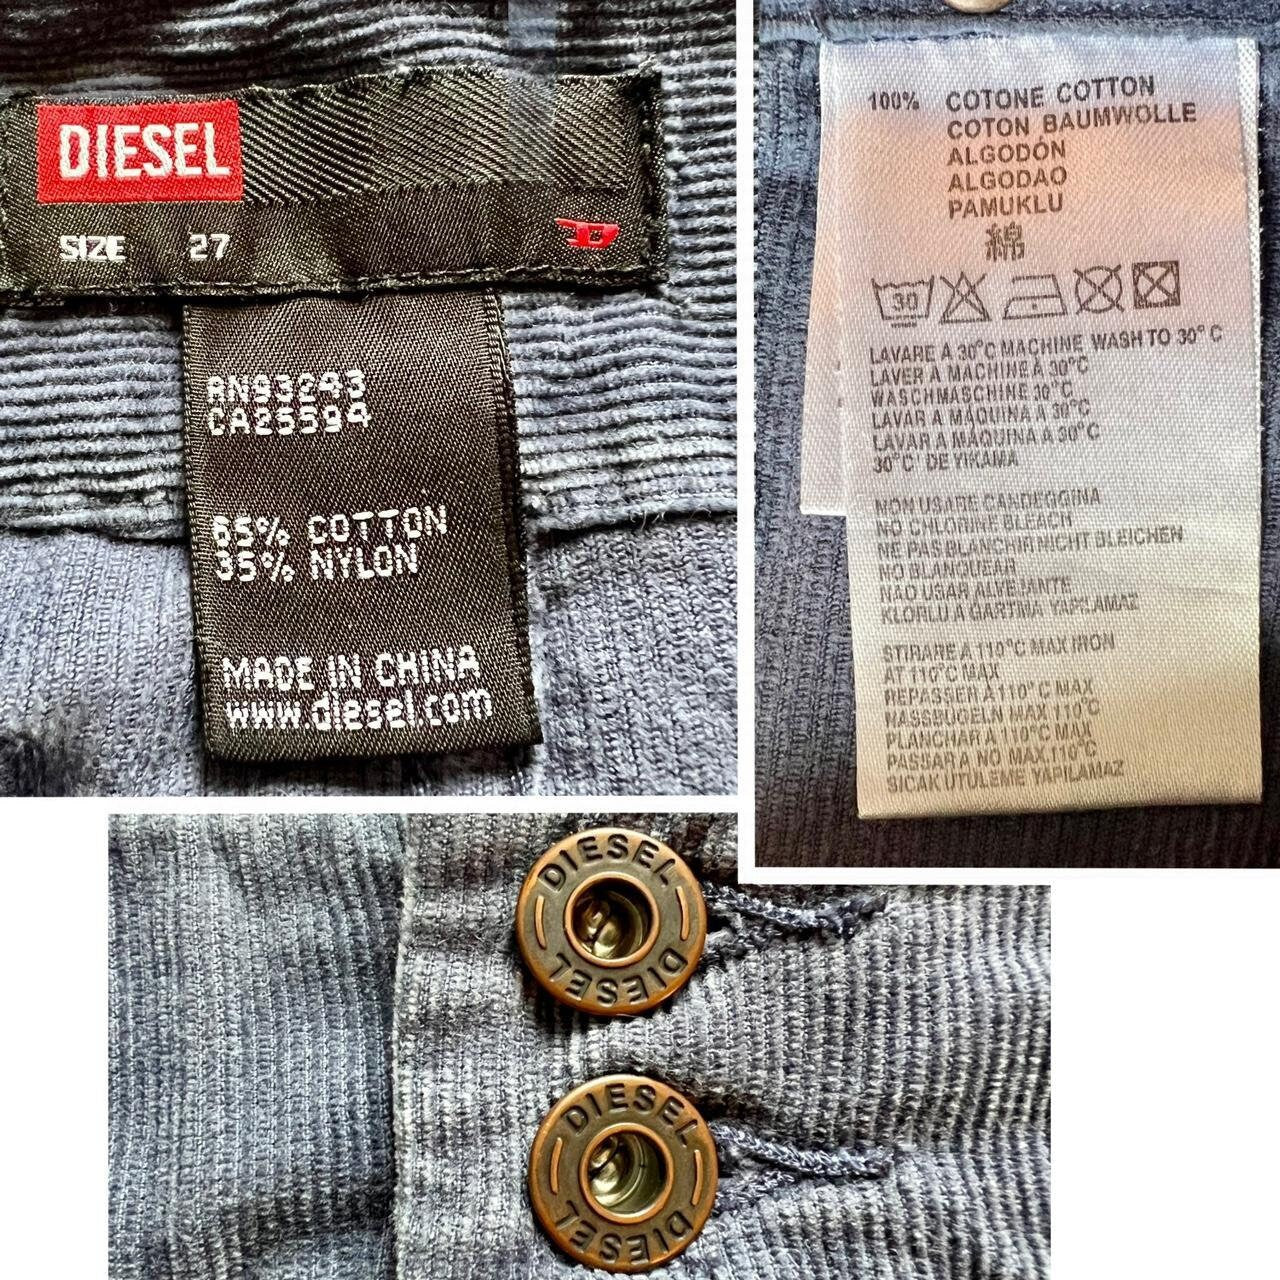 DIESEL
SIZE 27
D
RN93243
CA25594
65% COTTON
35% NYLON
MADE IN CHINA
www.diesel.com
100% COTONE COTTON
COTON BAUMWOLLE
ALGODÓN
ALGODAO
PAMUKLU
綿
30
LAVARE A 30°C MACHINE WASH TO 30° C
LAVER A MACHINE À 30°C
WASCHMASCHINE 30°C
LAVAR A MÁQUINA A 30°C
LAVAR A MÁQUINA A 30°C
30°C' DE YIKAMA
NON USARE CANDEGGINA
NO CHLORINE BLEECH
NE PAS BLANCHIR NICHT BLEICHEN
NO BLANQUEAR
NAO USAR ALVEJANTE
KLORLU AGARTMA YAPILAMAZ
STIRARE A 110°C MAX IRON
AT 110°C MAX
REPASSER À 110° C MAX
NASSBÜGELN MAX 110°C
PLANCHAR A 110°C MAX
PASSAR A NO MAX.110°C
SICAK UTULEME YAPILAMAZ
DIESEL
DIESEL
DIESEL
DIESEL